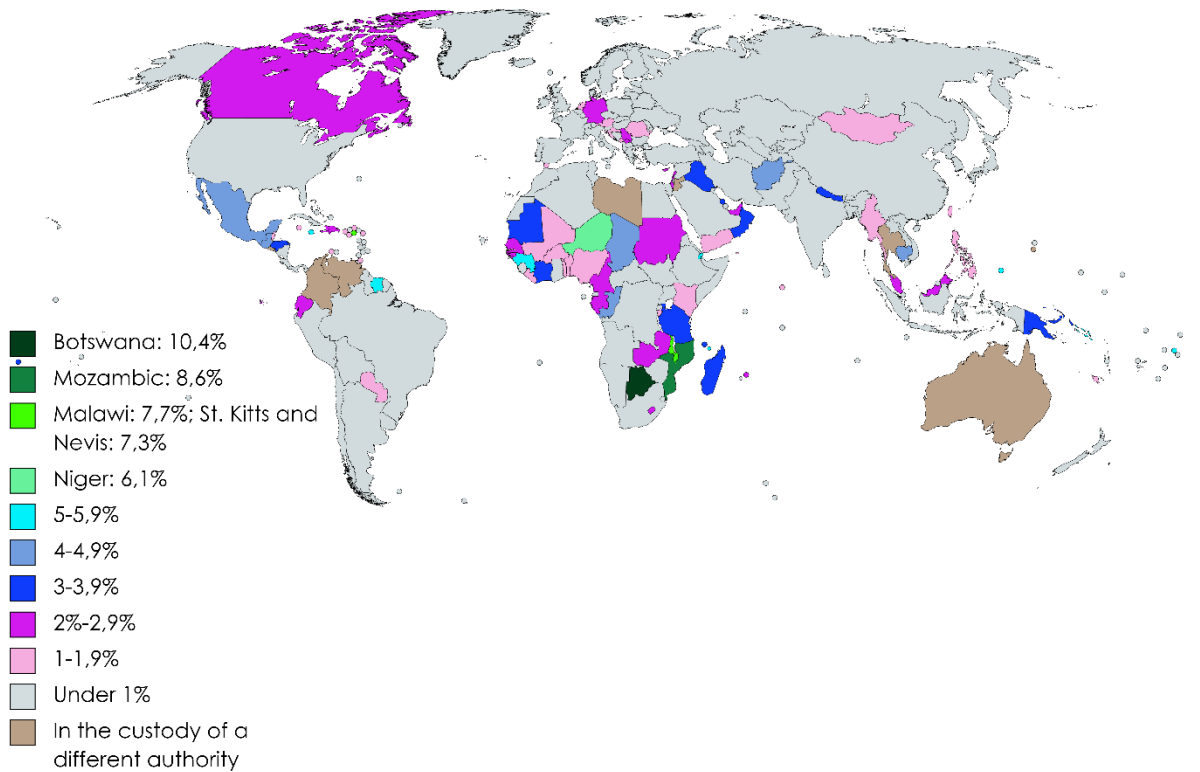 Botswana: 10,4%
Mozambic: 8,6%
Malawi: 7,7%; St. Kitts and
Nevis: 7,3%
Niger: 6,1%
5-5,9%
4-4,9%
3-3,9%
2%-2,9%
1-1,9%
Under 1%
In the custody of a
different authority